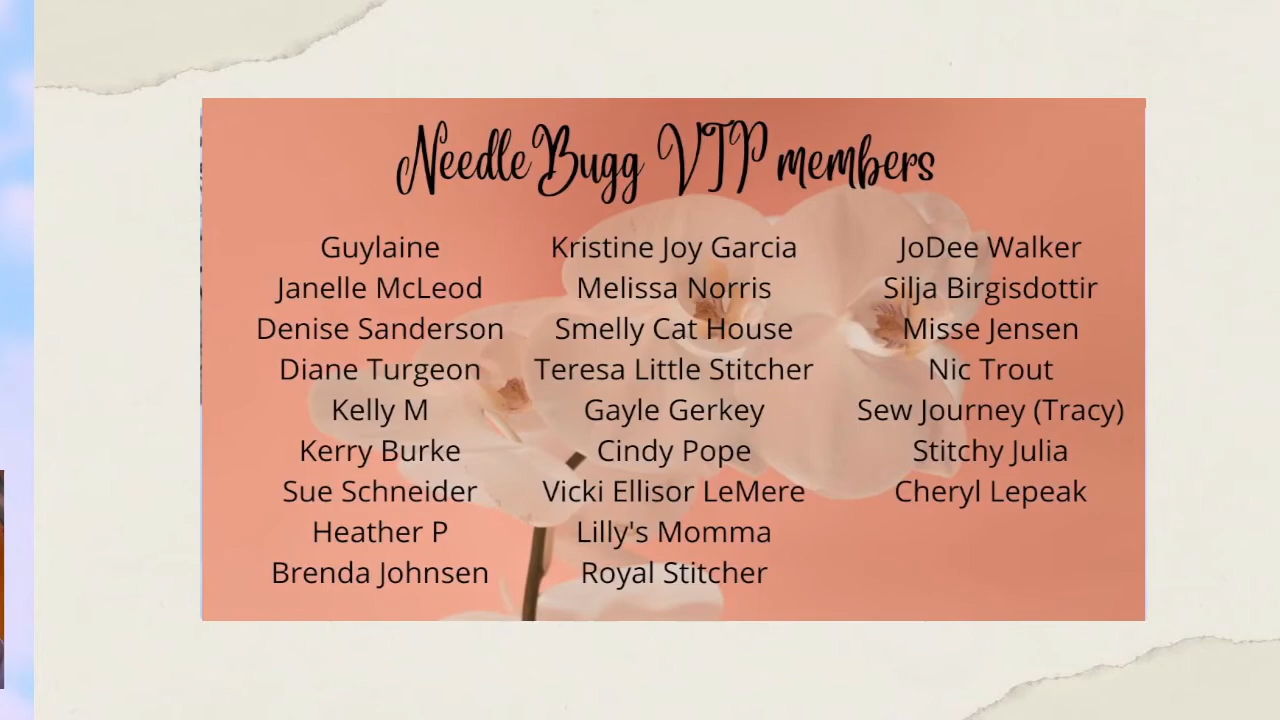 NeedleBugg VIP members
Guylaine
Janelle McLeod
Denise Sanderson
Diane Turgeon
Kelly M
Kerry Burke
Sue Schneider
Heather P
Brenda Johnsen
Kristine Joy Garcia
Melissa Norris
Smelly Cat House
Teresa Little Stitcher
Gayle Gerkey
Cindy Pope
Vicki Ellisor LeMere
Lilly's Momma
Royal Stitcher
JoDee Walker
Silja Birgisdottir
Misse Jensen
Nic Trout
Sew Journey (Tracy)
Stitchy Julia
Cheryl Lepeak